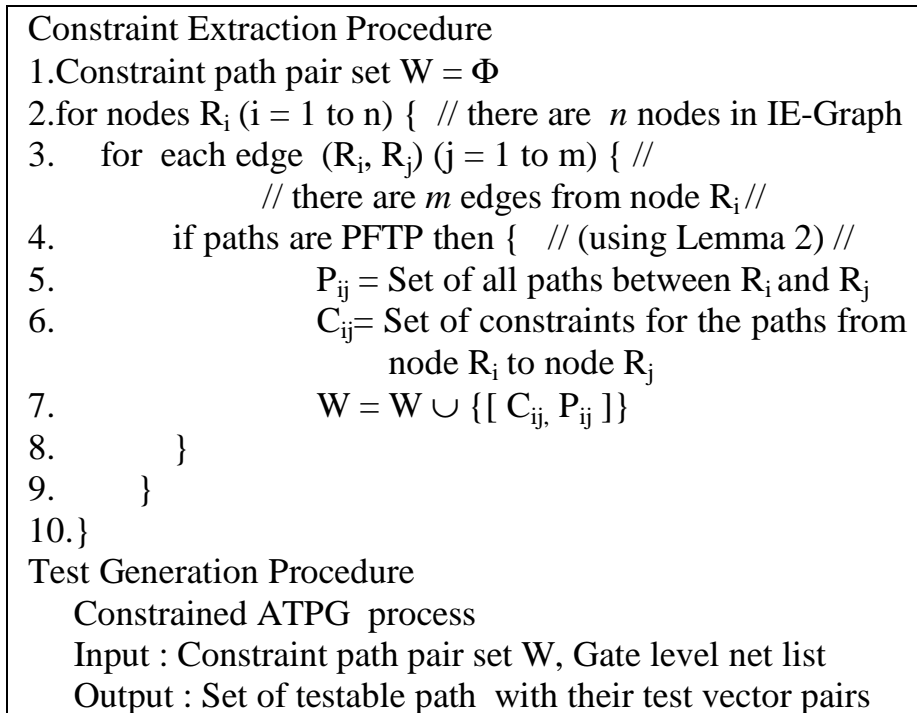 Constraint Extraction Procedure
1.Constraint path pair set W = Φ
2.for nodes Rᵢ (i = 1 to n) { // there are n nodes in IE-Graph
3. for each edge (Rᵢ, Rⱼ) (j = 1 to m) { //
// there are m edges from node Rᵢ //
4. if paths are PFTP then { // (using Lemma 2) //
5. Pᵢⱼ = Set of all paths between Rᵢ and Rⱼ
6. Cᵢⱼ= Set of constraints for the paths from
node Rᵢ to node Rⱼ
7. W = W ∪ {[ Cᵢⱼ, Pᵢⱼ ]}
8. }
9. }
10.}
Test Generation Procedure
Constrained ATPG process
Input : Constraint path pair set W, Gate level net list
Output : Set of testable path with their test vector pairs